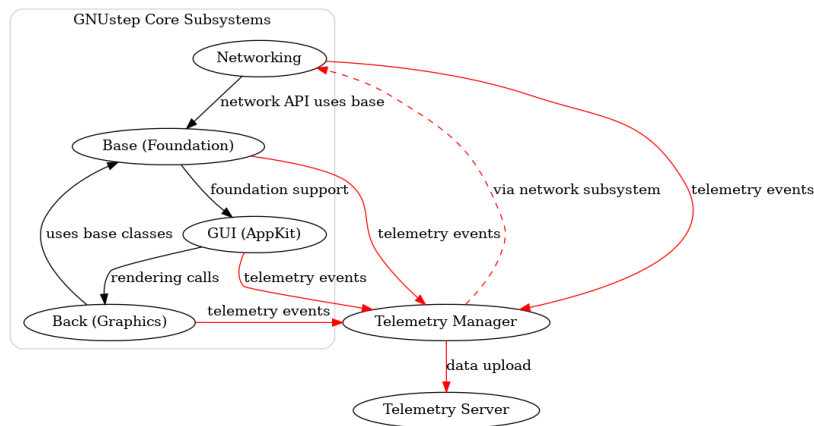 GNUstep Core Subsystems
Networking
network API uses base
Base (Foundation)
foundation support
via network subsystem
telemetry events
uses base classes
GUI (AppKit)
telemetry events
rendering calls
telemetry events
telemetry events
Back (Graphics)
Telemetry Manager
data upload
Telemetry Server